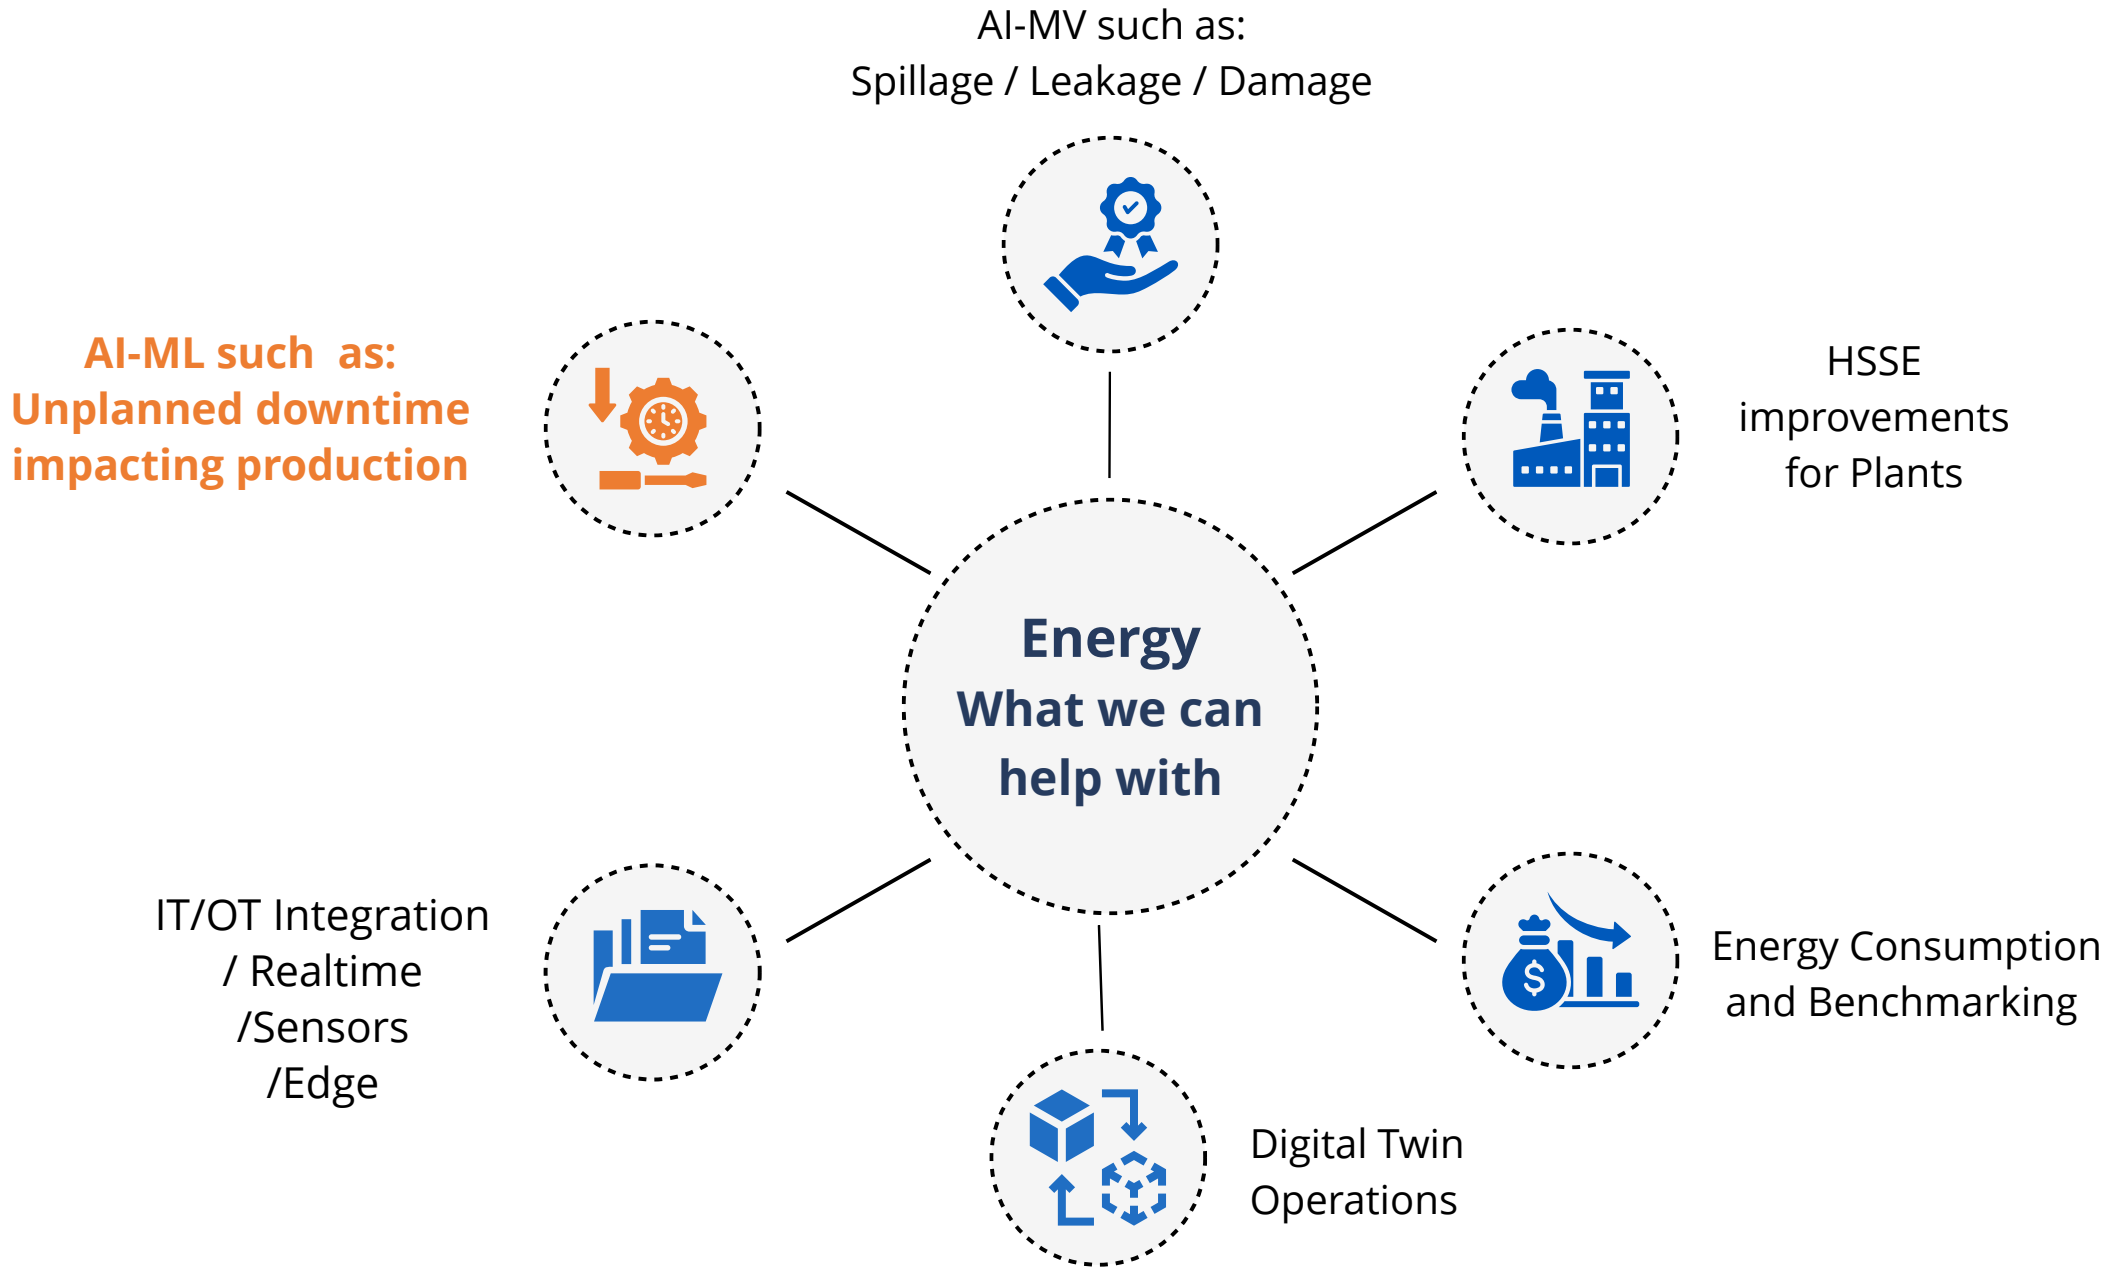 AI-MV such as:
Spillage / Leakage / Damage
AI-ML such  as:
Unplanned downtime
impacting production
HSSE
improvements
for Plants
Energy
What we can
help with
IT/OT Integration
/ Realtime
/Sensors
/Edge
$
Energy Consumption
and Benchmarking
Digital Twin
Operations